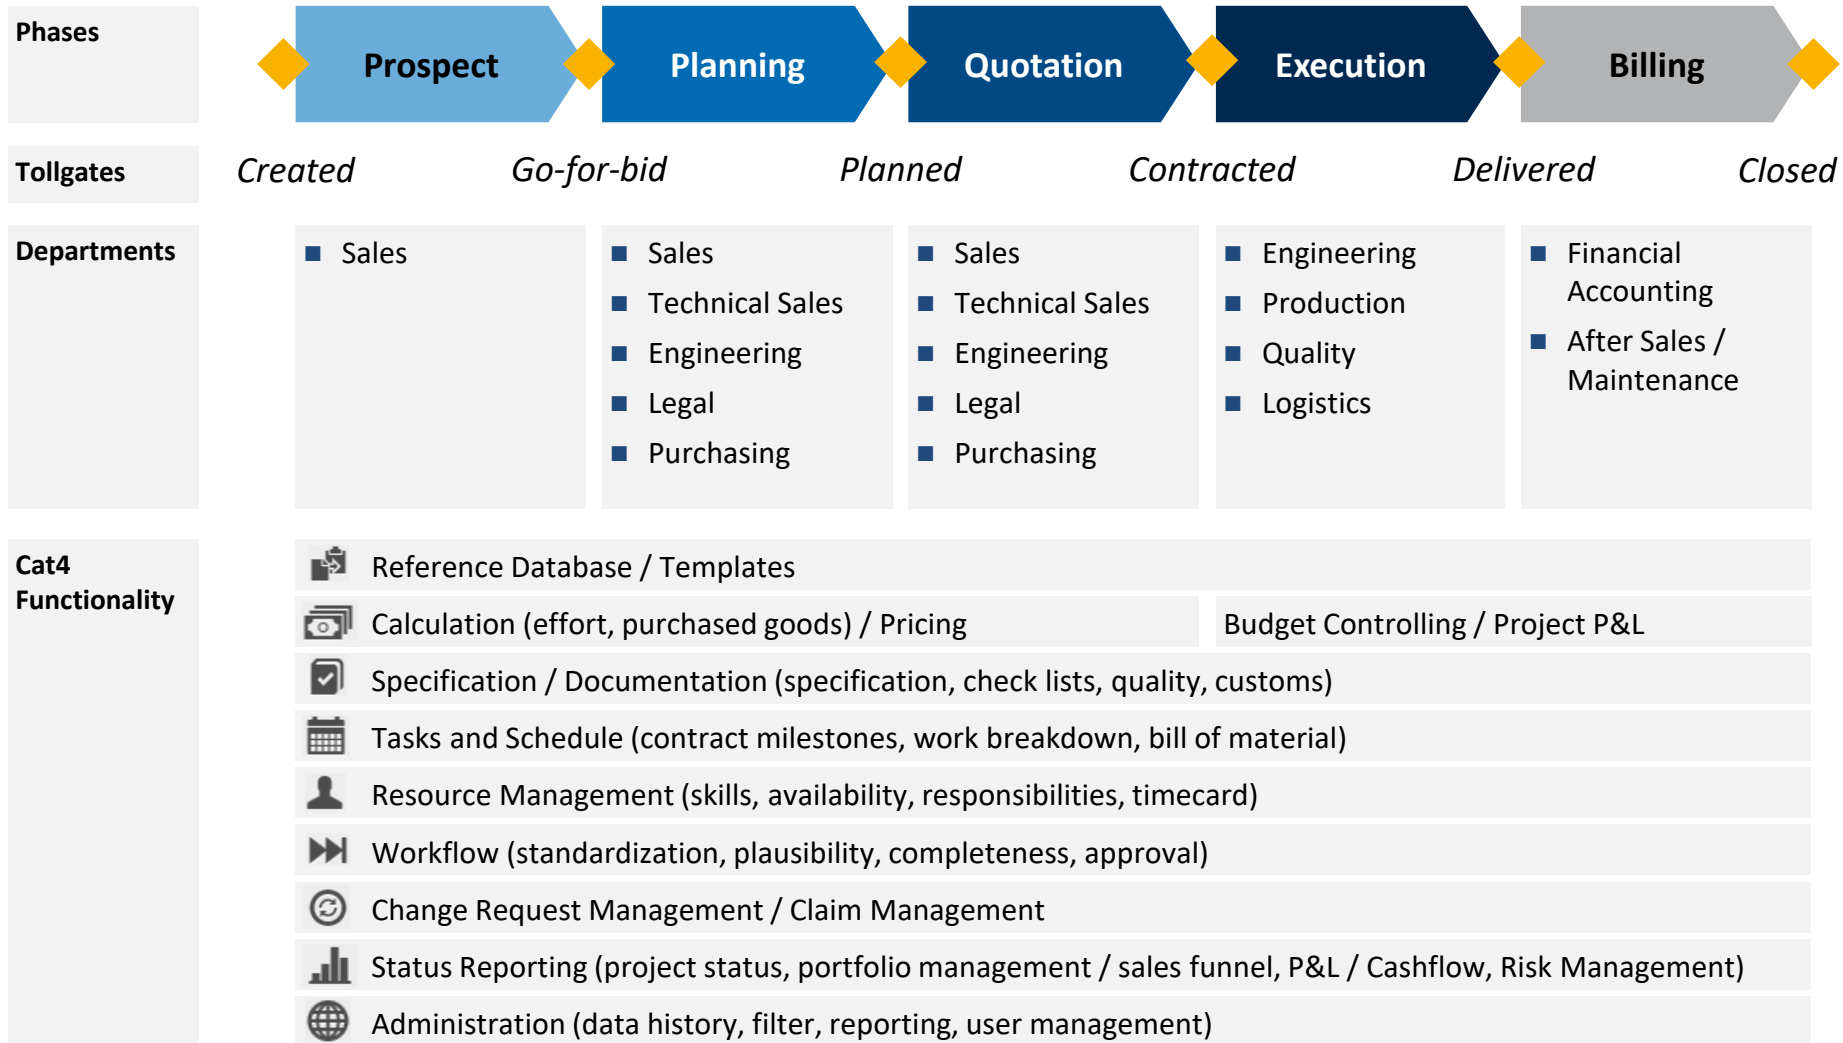 Phases
Prospect
Planning
Quotation
Execution
Billing
Tollgates
Created
Go-for-bid
Planned
Contracted
Delivered
Closed
Departments
Sales
Sales
Technical Sales
Engineering
Legal
Purchasing
Sales
Technical Sales
Engineering
Legal
Purchasing
Engineering
Production
Quality
Logistics
Financial
Accounting
After Sales /
Maintenance
Cat4
Functionality
Reference Database / Templates
Calculation (effort, purchased goods) / Pricing
Budget Controlling / Project P&L
Specification / Documentation (specification, check lists, quality, customs)
Tasks and Schedule (contract milestones, work breakdown, bill of material)
Resource Management (skills, availability, responsibilities, timecard)
Workflow (standardization, plausibility, completeness, approval)
Change Request Management / Claim Management
Status Reporting (project status, portfolio management / sales funnel, P&L / Cashflow, Risk Management)
Administration (data history, filter, reporting, user management)